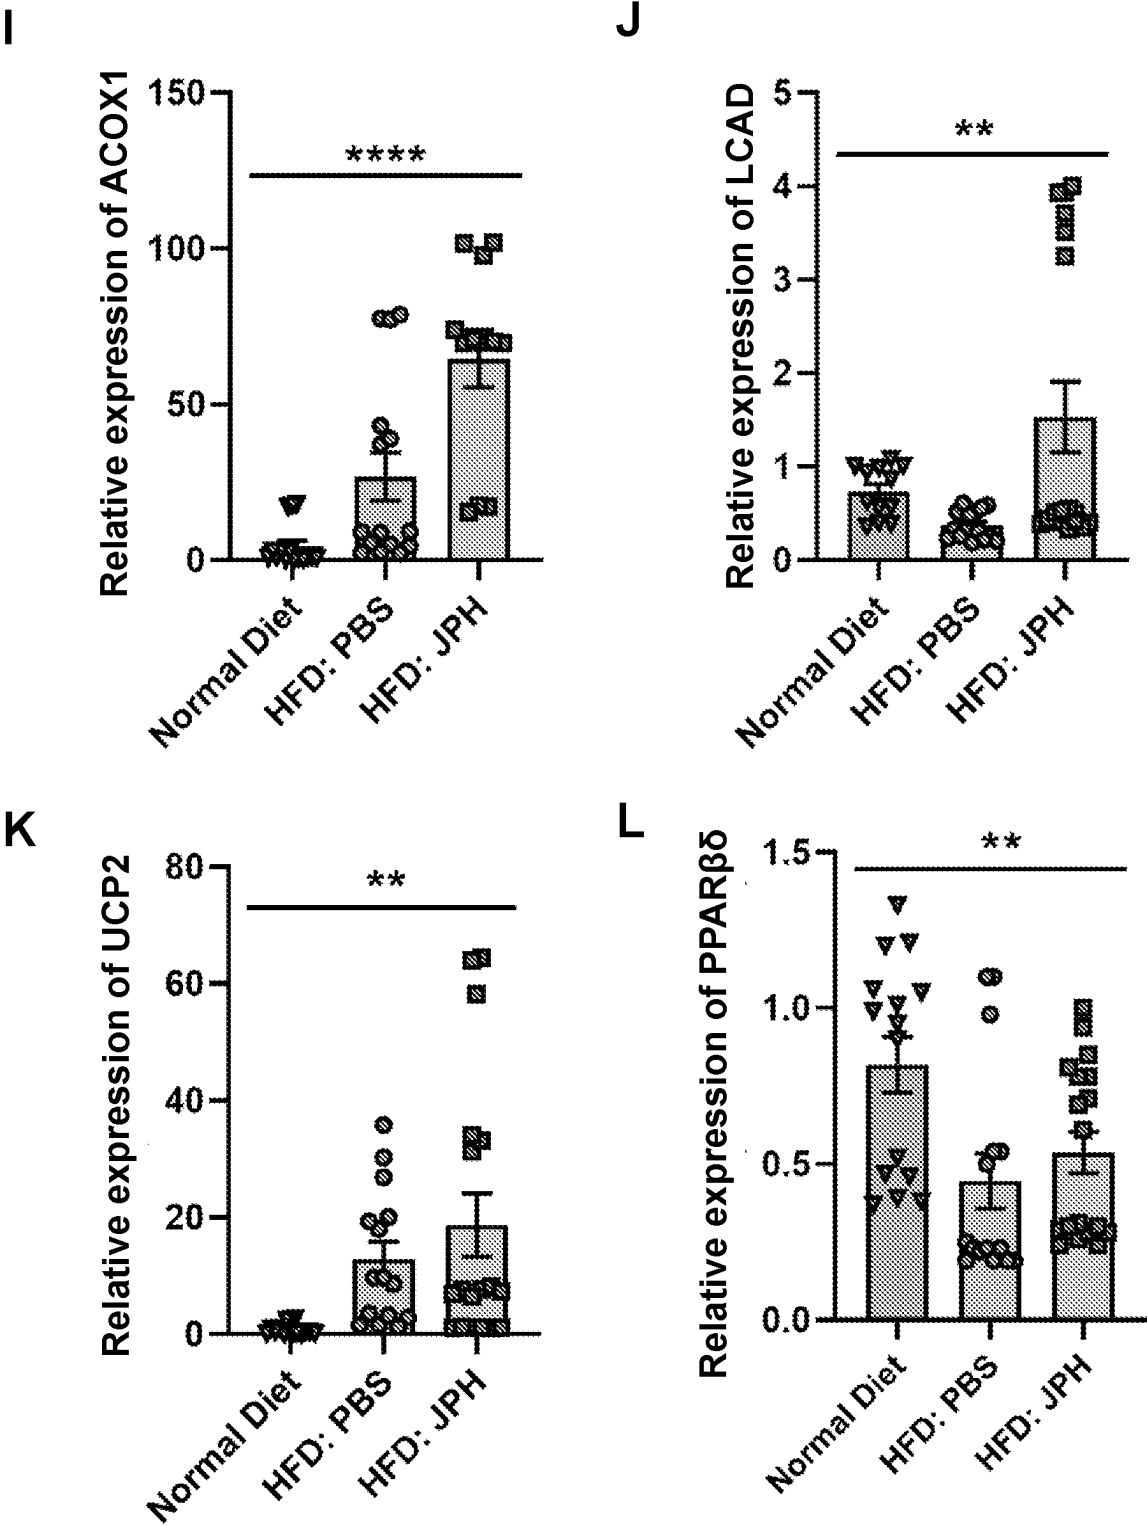 I
Relative expression of ACOX1
150
100
50
0
****
Normal Diet
HFD: PBS
HFD: JPH
J
Relative expression of LCAD
5
4
3
2
1
0
**
Normal Diet
HFD: PBS
HFD: JPH
K
Relative expression of UCP2
80
60
40
20
0
**
Normal Diet
HFD: PBS
HFD: JPH
L
Relative expression of PPARβδ
1.5
1.0
0.5
0.0
**
Normal Diet
HFD: PBS
HFD: JPH